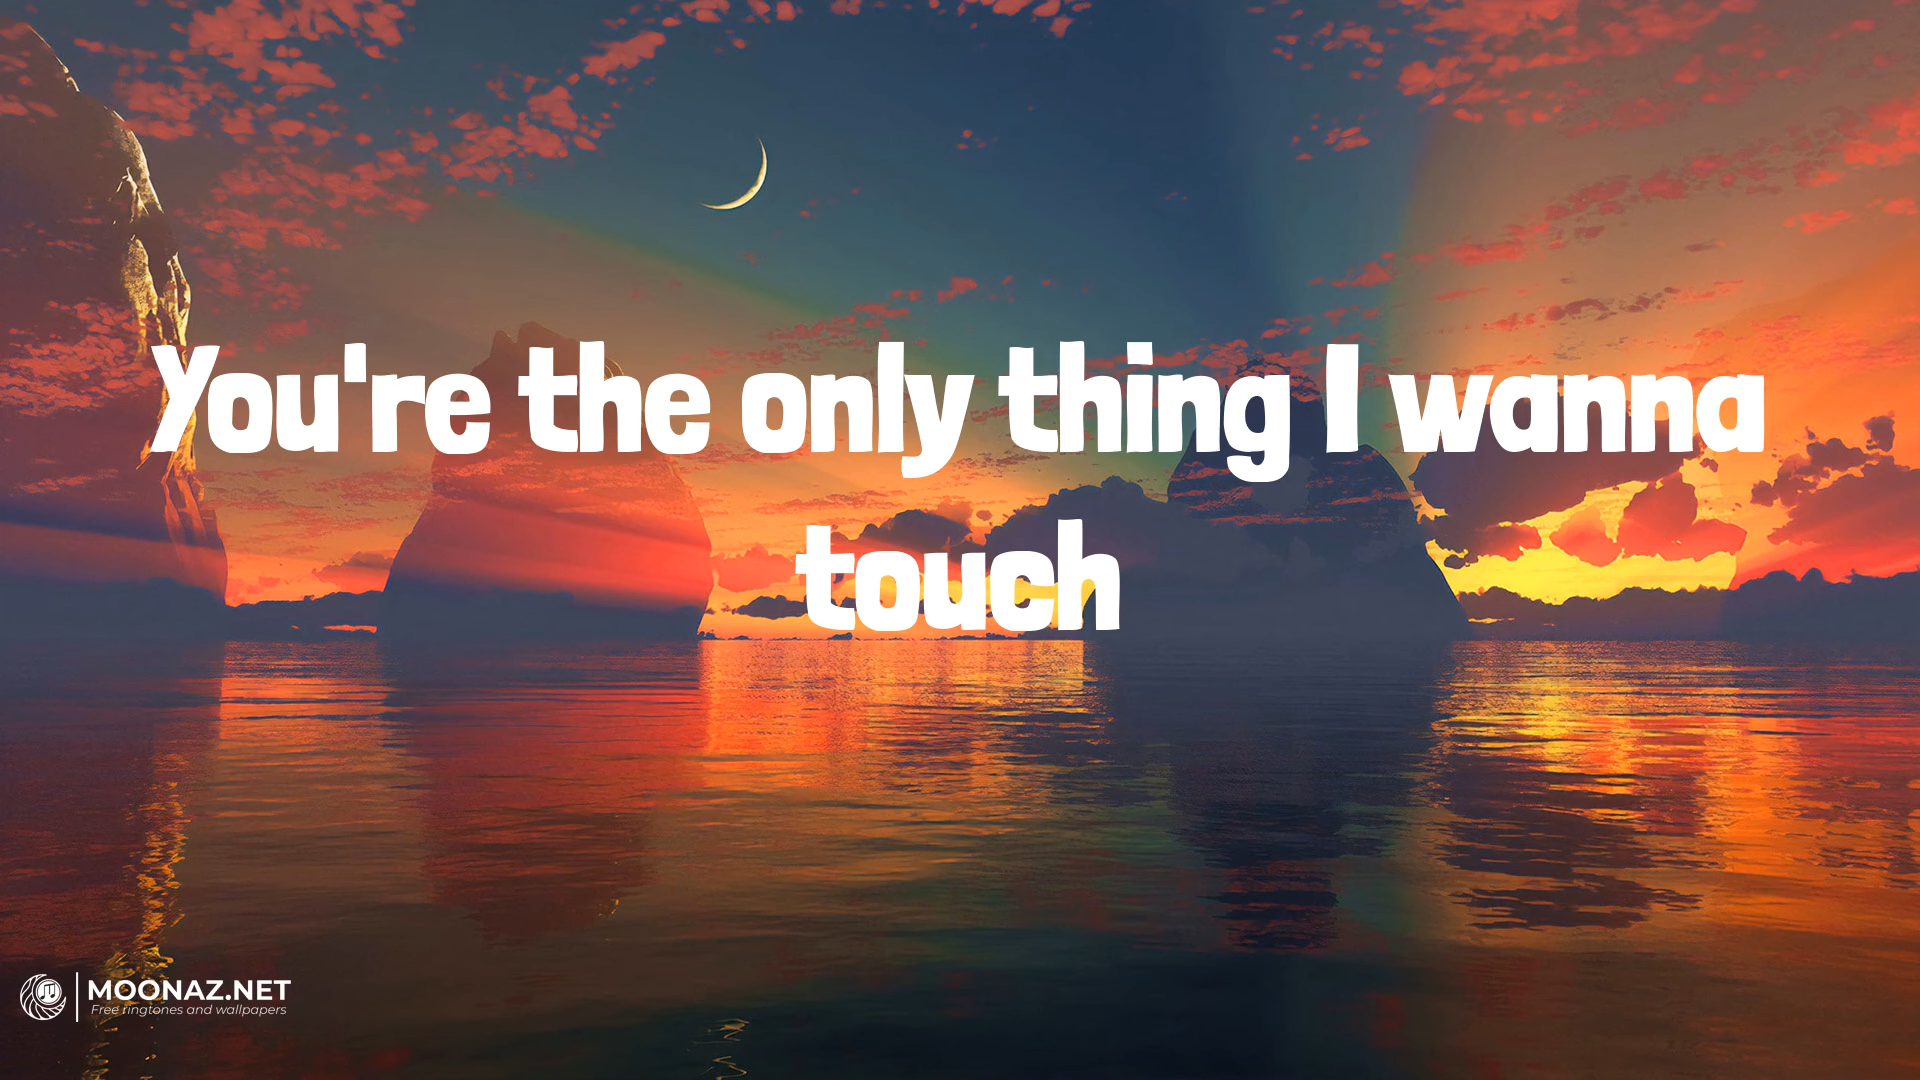 You're the only thing I wanna
touch
MOONAZ.NET
Free ringtones and wallpapers